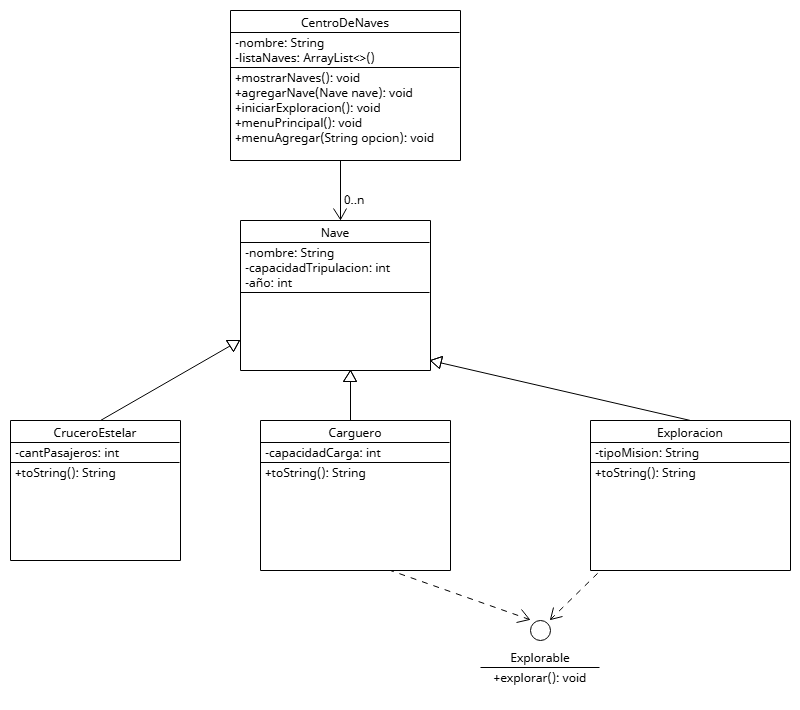 CentroDeNaves
-nombre: String
-listaNaves: ArrayList<>()
+mostrarNaves(): void
+agregarNave(Nave nave): void
+iniciarExploracion(): void
+menuPrincipal(): void
+menuAgregar(String opcion): void
0..n
Nave
-nombre: String
-capacidadTripulacion: int
-año: int
CruceroEstelar
-cantPasajeros: int
+toString(): String
Carguero
-capacidadCarga: int
+toString(): String
Exploracion
-tipoMision: String
+toString(): String
Explorable
+explorar(): void